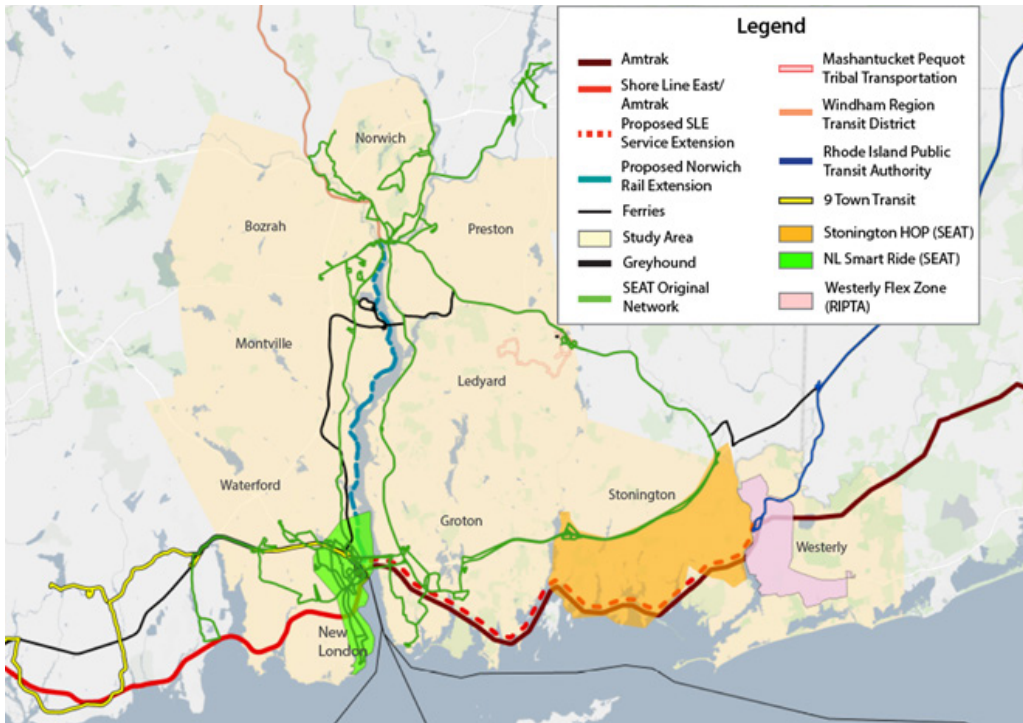 Legend
Amtrak
Shore Line East/
Amtrak
Proposed SLE
Service Extension
Proposed Norwich
Rail Extension
Ferries
Study Area
Greyhound
SEAT Original
Network
Mashantucket Pequot
Tribal Transportation
Windham Region
Transit District
Rhode Island Public
Transit Authority
9 Town Transit
Stonington HOP (SEAT)
NL Smart Ride (SEAT)
Westerly Flex Zone
(RIPTA)
Norwich
Bozrah
Preston
Montville
Ledyard
Waterford
Stonington
Groton
Westerly
New
London